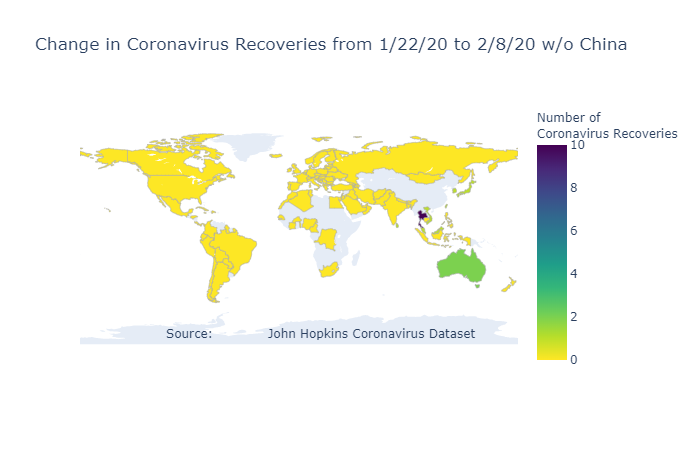 Change in Coronavirus Recoveries from 1/22/20 to 2/8/20 w/o China
Number of
Coronavirus Recoveries
10
8
6
4
2
0
Source: John Hopkins Coronavirus Dataset